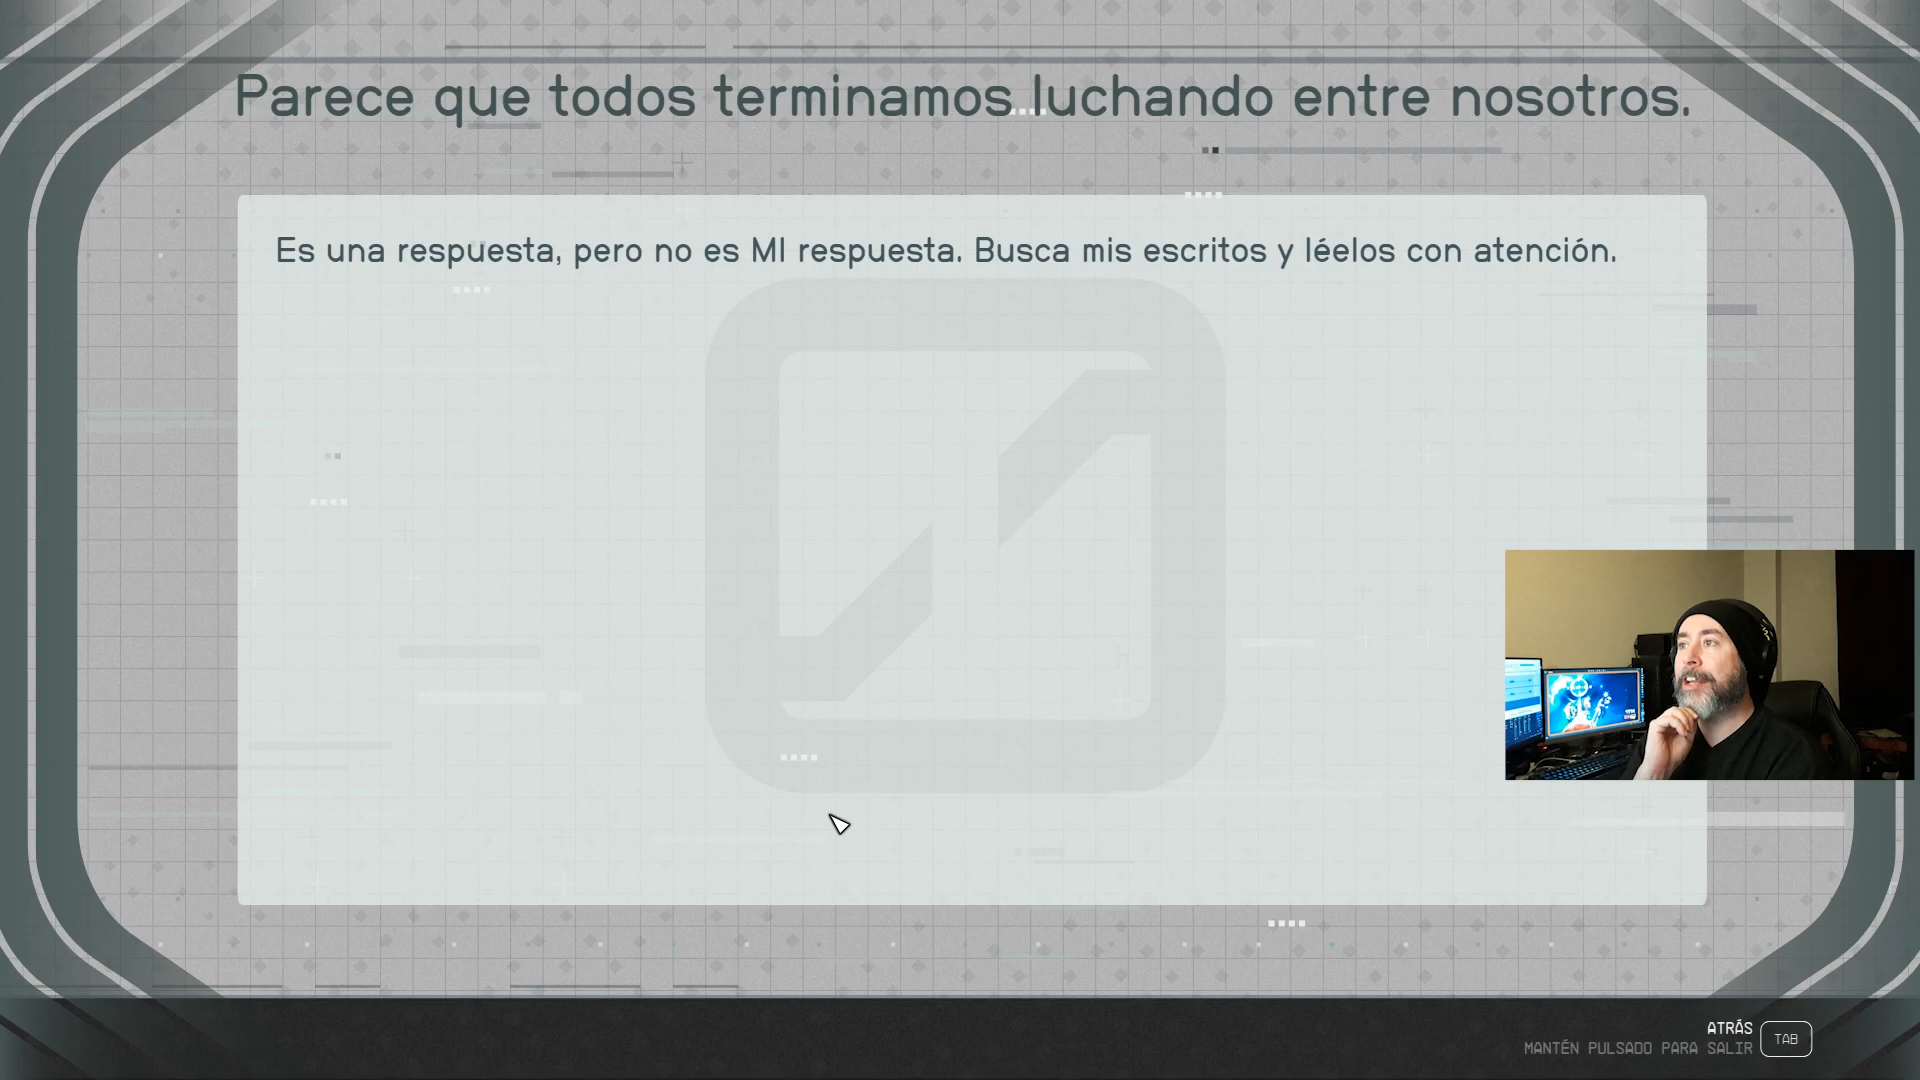 Parece que todos terminamos luchando entre nosotros.
Es una respuesta, pero no es MI respuesta. Busca mis escritos y léelos con atención.
ATRÁS
MANTÉN PULSADO PARA SALIR
TAB